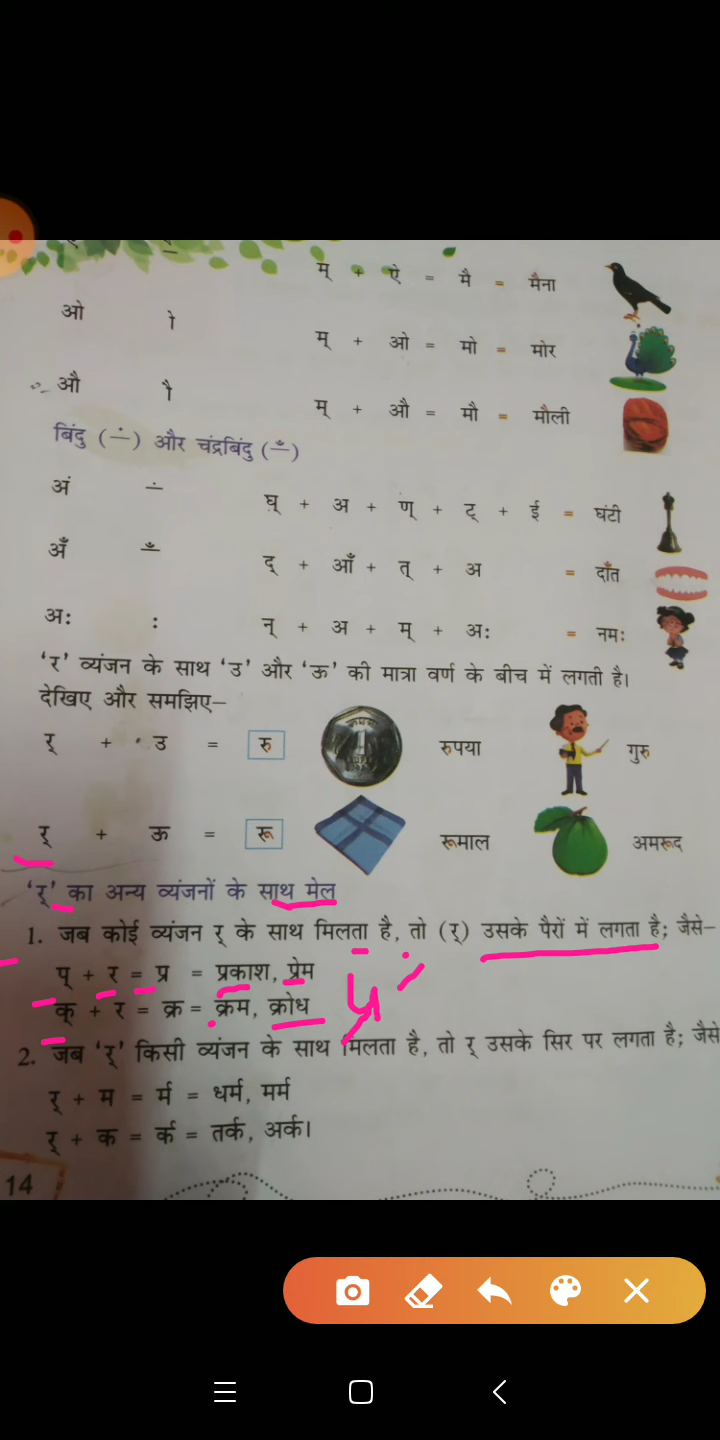 म् + ऐ = मै = मैना
ओ ो म् + ओ = मो = मोर
औ ौ म् + औ = मौ = मौली
बिंदु (∸) और चंद्रबिंदु (ँ)
अं ∸ घ् + अ + ण् + ट् + ई = घंटी
अँ ँ द् + आँ + त् + अ = दाँत
अः : न् + अ + म् + अः = नमः
‘र’ व्यंजन के साथ ‘उ’ और ‘ऊ’ की मात्रा वर्ण के बीच में लगती है।
देखिए और समझिए–
र् + उ = रु रुपया गुरु
र् + ऊ = रू रूमाल अमरूद
‘र्’ का अन्य व्यंजनों के साथ मेल
1. जब कोई व्यंजन र् के साथ मिलता है, तो (र्) उसके पैरों में लगता है; जैसे–
प् + र = प्र = प्रकाश, प्रेम
क् + र = क्र = क्रम, क्रोध
2. जब ‘र्’ किसी व्यंजन के साथ मिलता है, तो र् उसके सिर पर लगता है; जैसे
र् + म = र्म = धर्म, मर्म
र् + क = र्क = तर्क, अर्क।
14